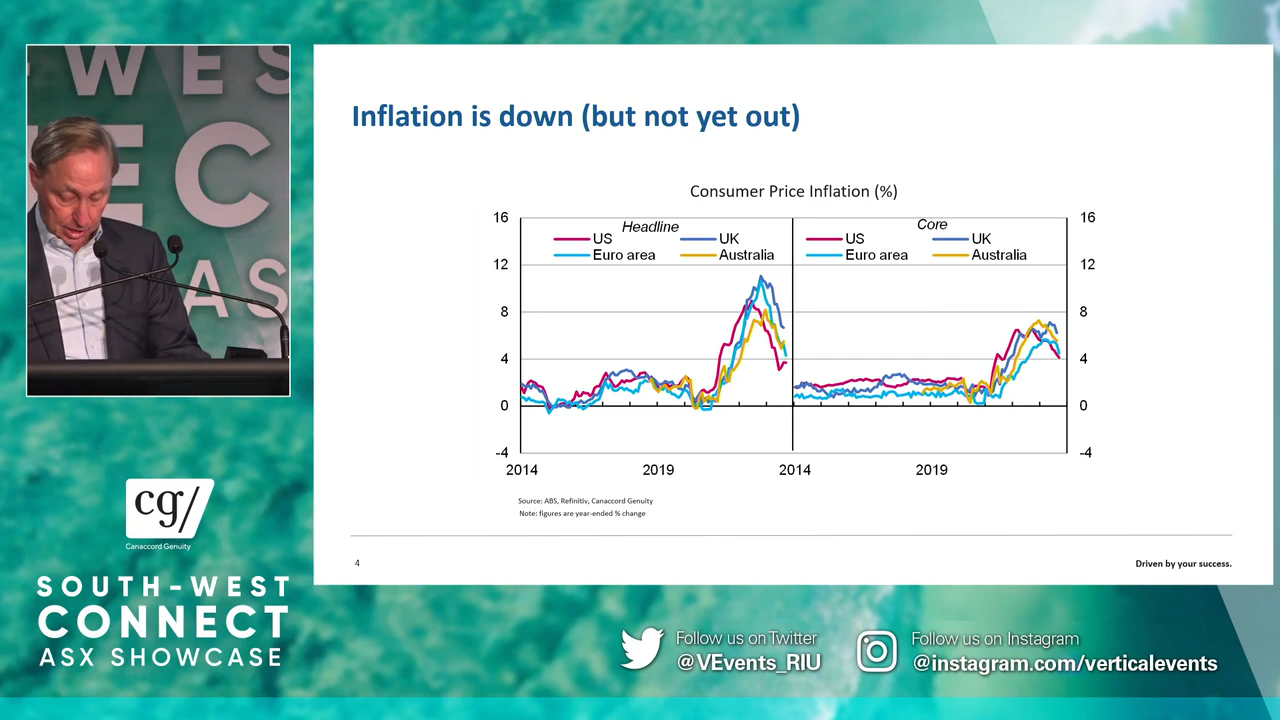 -WES
EC
AS
cg/
Canaccord Genuity
SOUTH-WEST
CONNECT
ASX SHOWCASE
Inflation is down (but not yet out)
Consumer Price Inflation (%)
Headline
Core
US
UK
Euro area
Australia
US
UK
Euro area
Australia
16
12
8
4
0
-4
16
12
8
4
0
-4
2014
2019
2014
2019
Source: ABS, Refinitiv, Canaccord Genuity
Note: figures are year-ended % change
4
Driven by your success.
Follow us on Twitter
@VEvents_RIU
Follow us on Instagram
@instagram.com/verticalevents